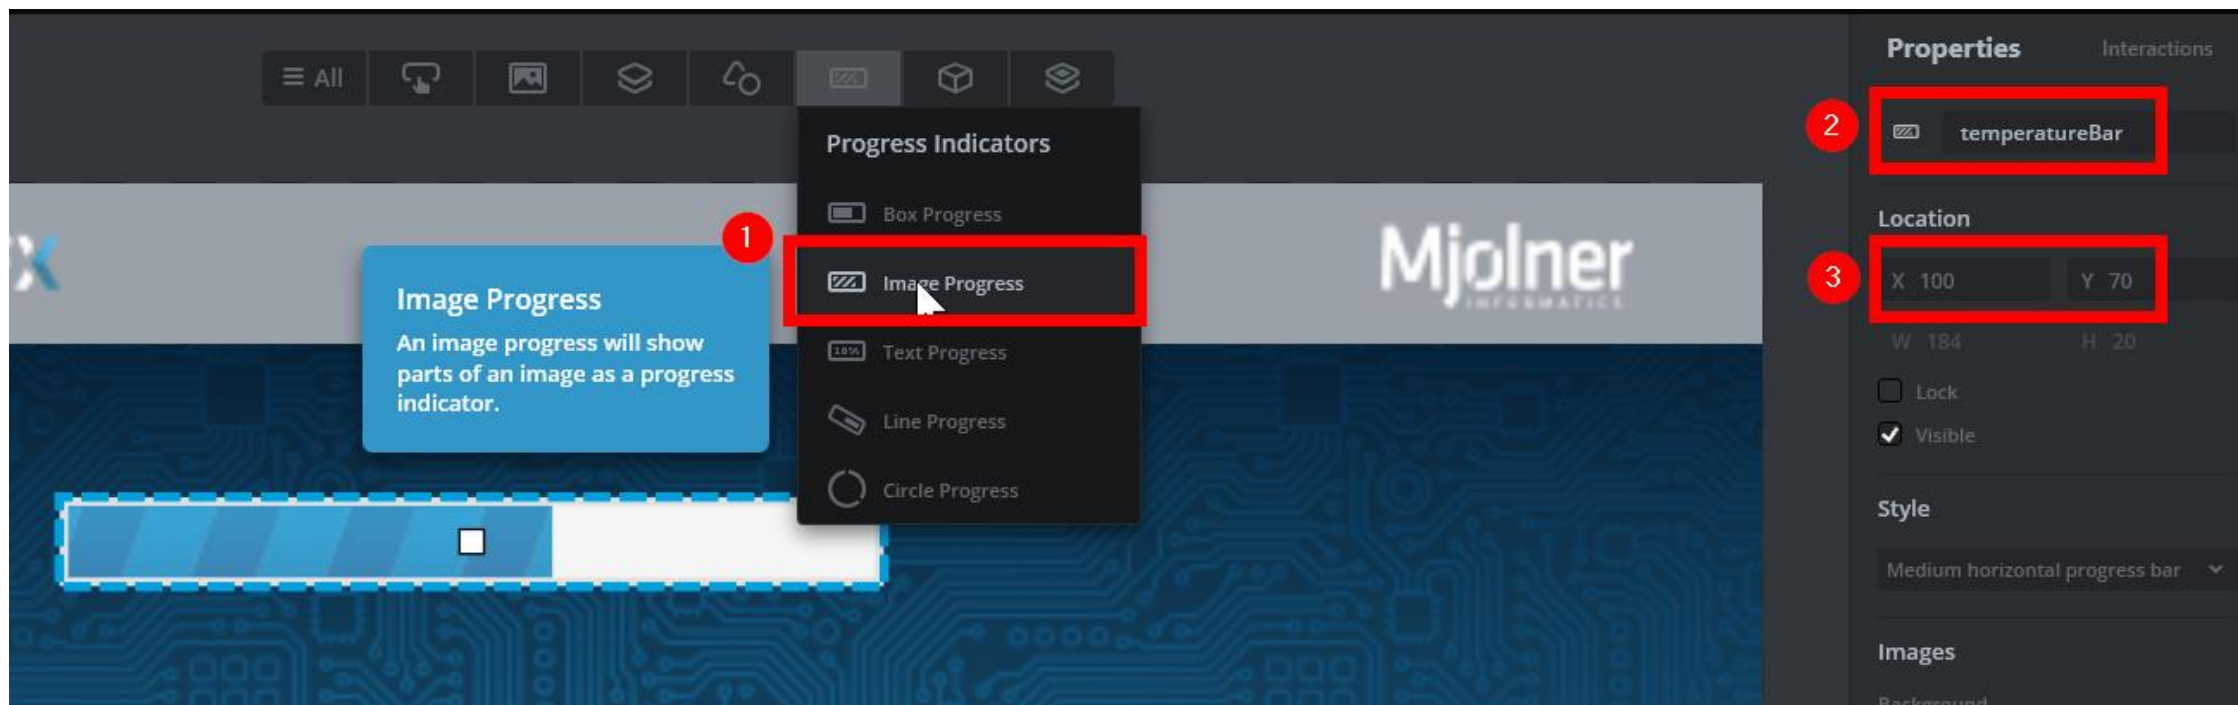 All
Progress Indicators
Box Progress
1
Image Progress
Text Progress
Line Progress
Circle Progress
Image Progress
An image progress will show
parts of an image as a progress
indicator.
X
Mjølner
INFORMATICS
Properties
Interactions
2
temperatureBar
Location
3
X 100
Y 70
W 184
H 20
Lock
Visible
Style
Medium horizontal progress bar
Images
Background